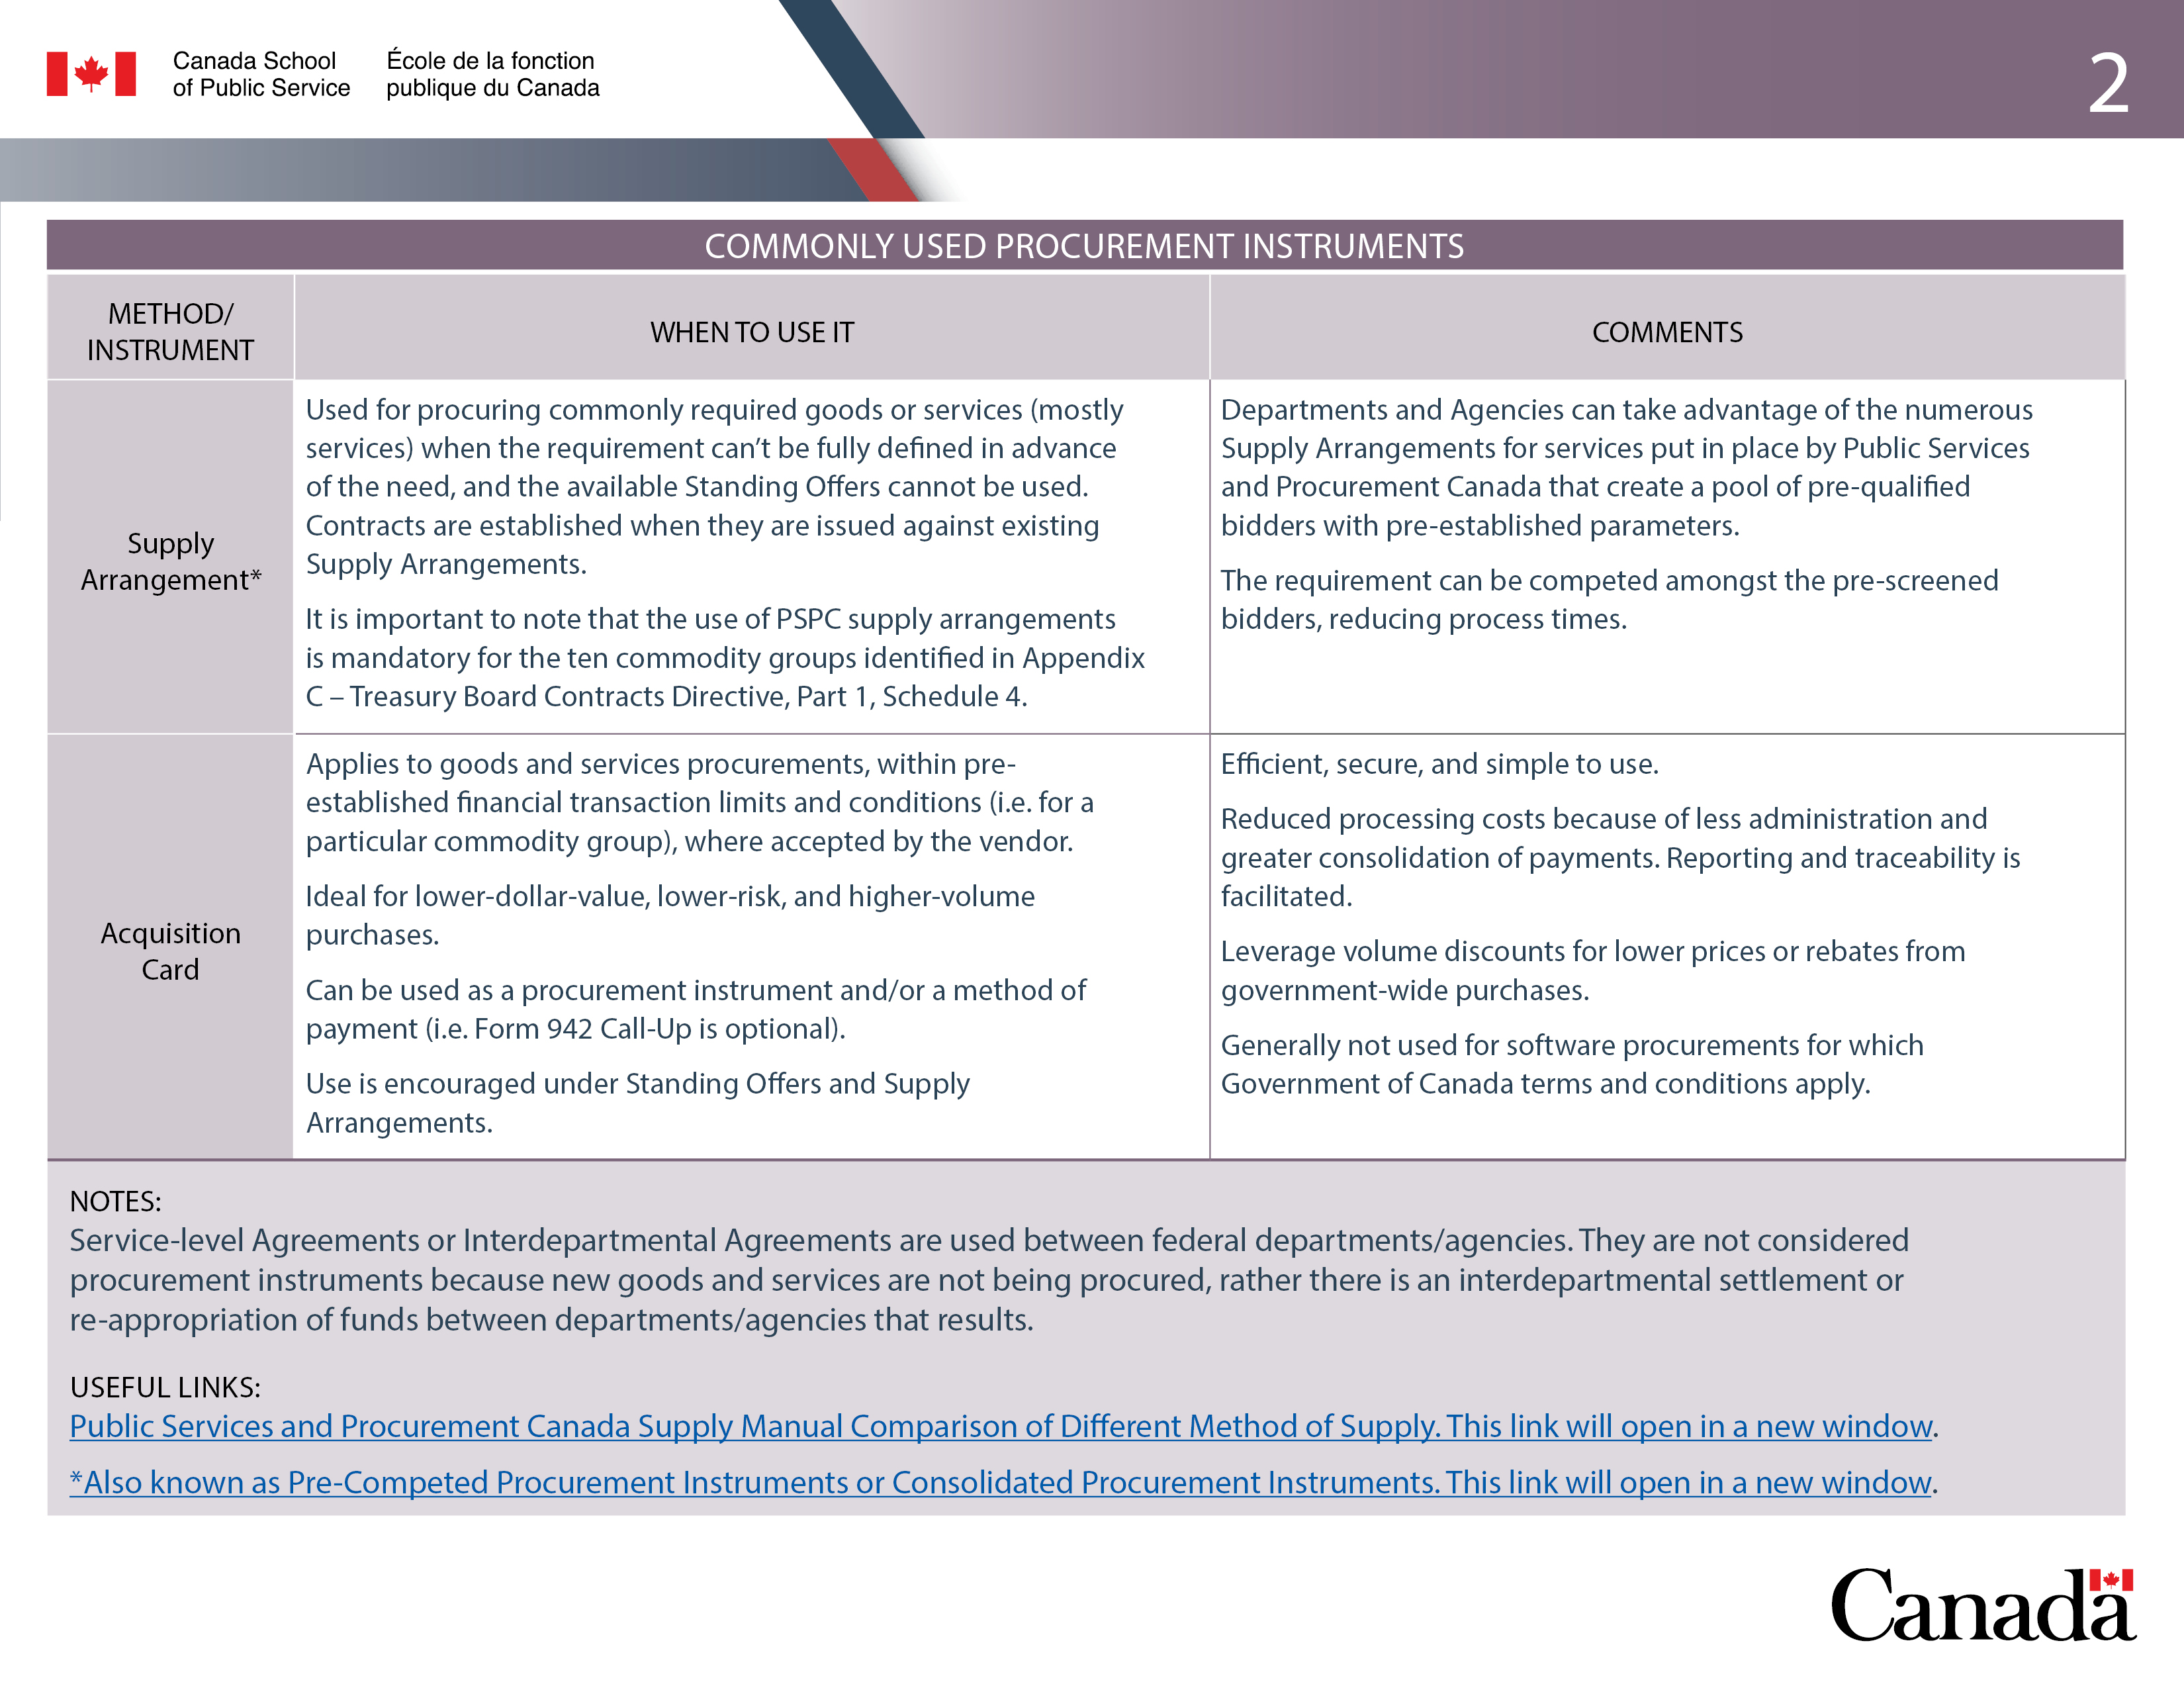 Canada School
of Public Service
École de la fonction
publique du Canada
2
COMMONLY USED PROCUREMENT INSTRUMENTS
METHOD/
INSTRUMENT
WHEN TO USE IT
COMMENTS
Supply
Arrangement*
Used for procuring commonly required goods or services (mostly
services) when the requirement can’t be fully defined in advance
of the need, and the available Standing Offers cannot be used.
Contracts are established when they are issued against existing
Supply Arrangements.
It is important to note that the use of PSPC supply arrangements
is mandatory for the ten commodity groups identified in Appendix
C – Treasury Board Contracts Directive, Part 1, Schedule 4.
Departments and Agencies can take advantage of the numerous
Supply Arrangements for services put in place by Public Services
and Procurement Canada that create a pool of pre-qualified
bidders with pre-established parameters.
The requirement can be competed amongst the pre-screened
bidders, reducing process times.
Acquisition
Card
Applies to goods and services procurements, within pre-
established financial transaction limits and conditions (i.e. for a
particular commodity group), where accepted by the vendor.
Ideal for lower-dollar-value, lower-risk, and higher-volume
purchases.
Can be used as a procurement instrument and/or a method of
payment (i.e. Form 942 Call-Up is optional).
Use is encouraged under Standing Offers and Supply
Arrangements.
Efficient, secure, and simple to use.
Reduced processing costs because of less administration and
greater consolidation of payments. Reporting and traceability is
facilitated.
Leverage volume discounts for lower prices or rebates from
government-wide purchases.
Generally not used for software procurements for which
Government of Canada terms and conditions apply.
NOTES:
Service-level Agreements or Interdepartmental Agreements are used between federal departments/agencies. They are not considered
procurement instruments because new goods and services are not being procured, rather there is an interdepartmental settlement or
re-appropriation of funds between departments/agencies that results.
USEFUL LINKS:
Public Services and Procurement Canada Supply Manual Comparison of Different Method of Supply. This link will open in a new window.
*Also known as Pre-Competed Procurement Instruments or Consolidated Procurement Instruments. This link will open in a new window.
Canada